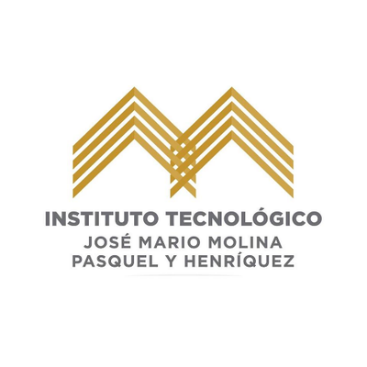 INSTITUTO TECNOLÓGICO
JOSÉ MARIO MOLINA
PASQUEL Y HENRÍQUEZ